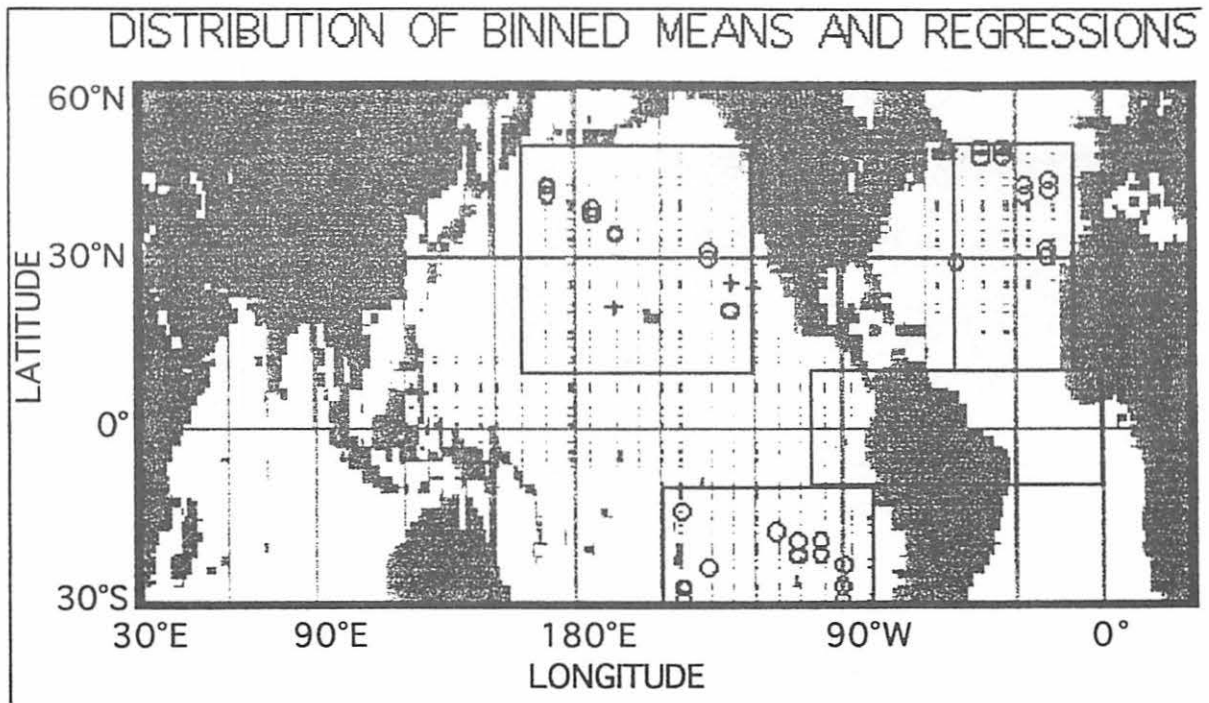 DISTRIBUTION OF BINNED MEANS AND REGRESSIONS
60°N
30°N
0°
30°S
LATITUDE
30°E 90°E 180°E 90°W 0°
LONGITUDE